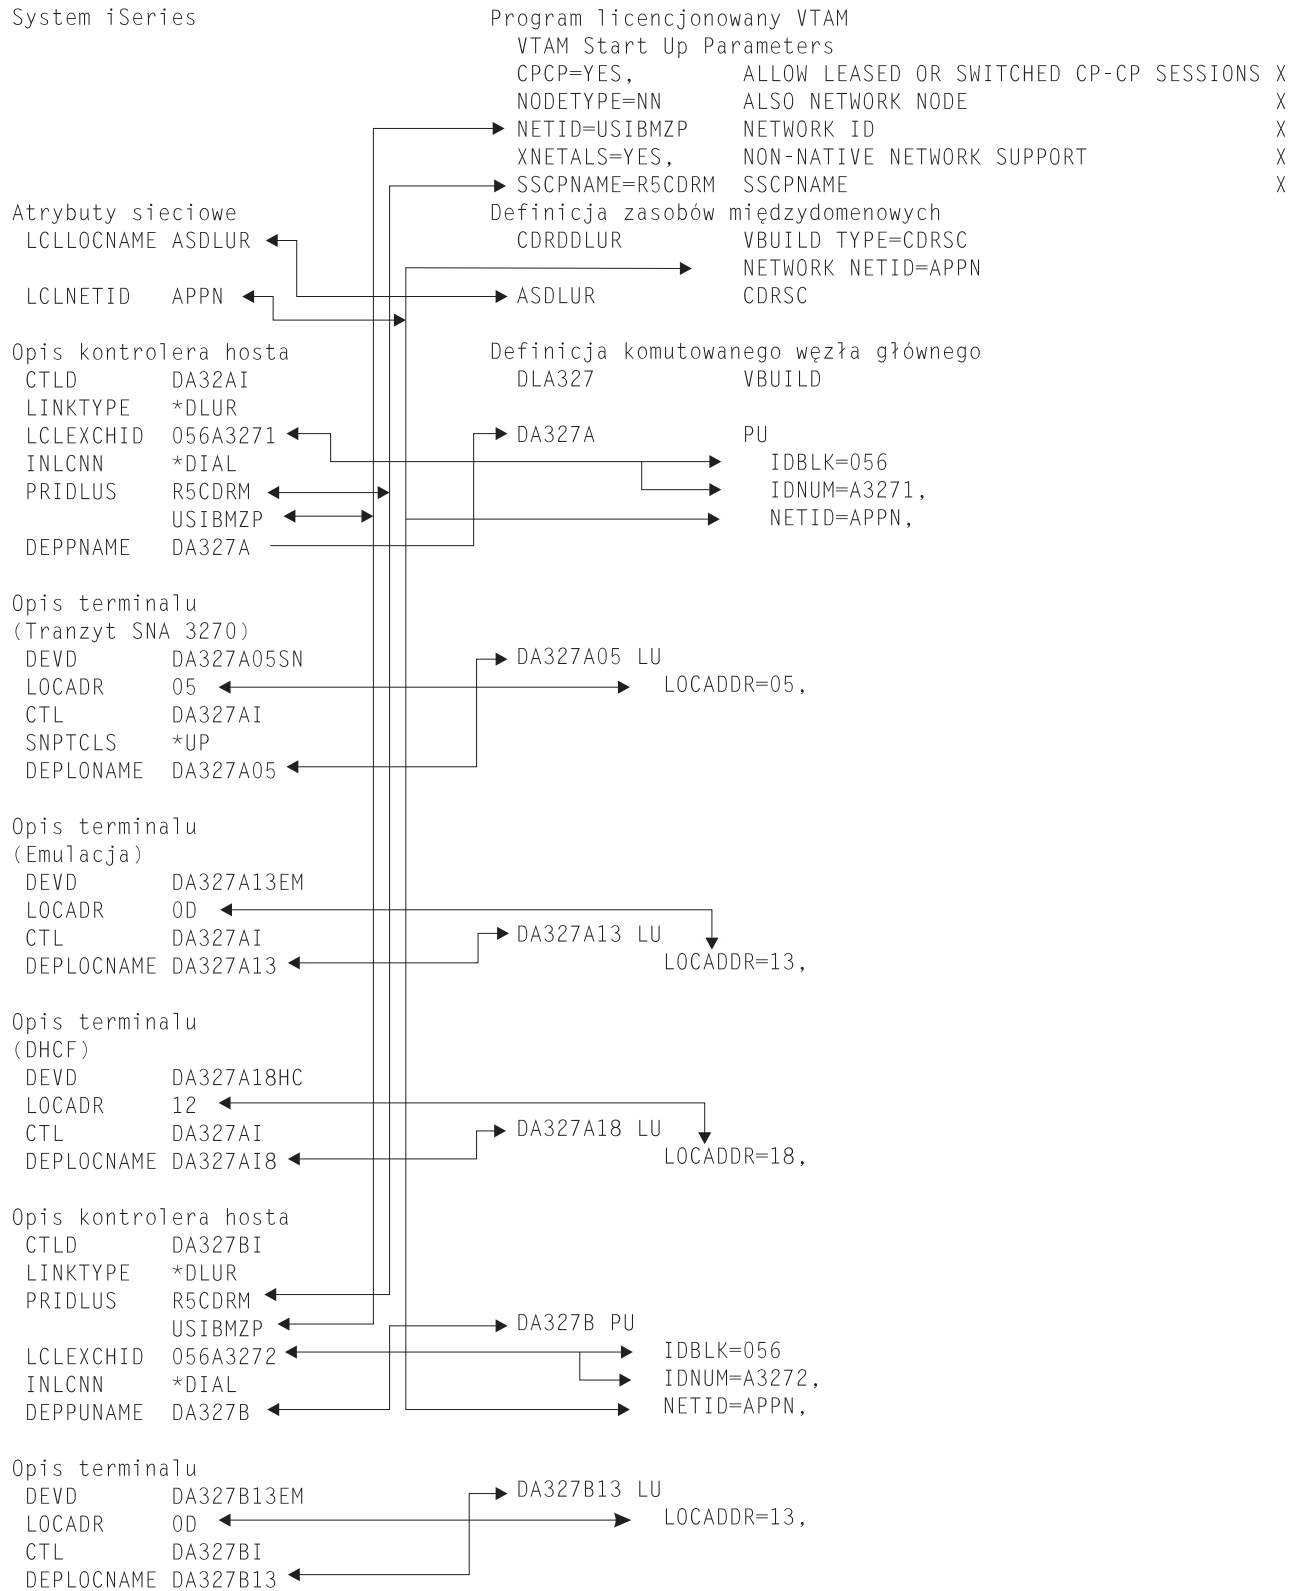 System iSeries Program licencjonowany VTAM
VTAM Start Up Parameters
CPCP=YES, ALLOW LEASED OR SWITCHED CP-CP SESSIONS X
NODETYPE=NN ALSO NETWORK NODE X
NETID=USIBMZP NETWORK ID X
XNETALS=YES, NON-NATIVE NETWORK SUPPORT X
SSCPNAME=R5CDRM SSCPNAME X
Atrybuty sieciowe Definicja zasobów międzydomenowych
LCLLOCNAME ASDLUR CDRDDLUR VBUILD TYPE=CDRSC
NETWORK NETID=APPN
LCLNETID APPN ASDLUR CDRSC
Opis kontrolera hosta Definicja komutowanego węzła głównego
CTLD DA32AI DLA327 VBUILD
LINKTYPE *DLUR
LCLEXCHID 056A3271 DA327A PU
INLCNN *DIAL IDBLK=056
PRIDLUS R5CDRM IDNUM=A3271,
USIBMZP NETID=APPN,
DEPPNAME DA327A
Opis terminalu
(Tranzyt SNA 3270)
DEVD DA327A05SN DA327A05 LU
LOCADR 05 LOCADDR=05,
CTL DA327AI
SNPTCLS *UP
DEPLONAME DA327A05
Opis terminalu
(Emulacja)
DEVD DA327A13EM
LOCADR 0D
CTL DA327AI DA327A13 LU
DEPLOCNAME DA327A13 LOCADDR=13,
Opis terminalu
(DHCF)
DEVD DA327A18HC
LOCADR 12
CTL DA327AI DA327A18 LU
DEPLOCNAME DA327AI8 LOCADDR=18,
Opis kontrolera hosta
CTLD DA327BI
LINKTYPE *DLUR
PRIDLUS R5CDRM
USIBMZP DA327B PU
LCLEXCHID 056A3272 IDBLK=056
INLCNN *DIAL IDNUM=A3272,
DEPPUNAME DA327B NETID=APPN,
Opis terminalu
DEVD DA327B13EM DA327B13 LU
LOCADR 0D LOCADDR=13,
CTL DA327BI
DEPLOCNAME DA327B13